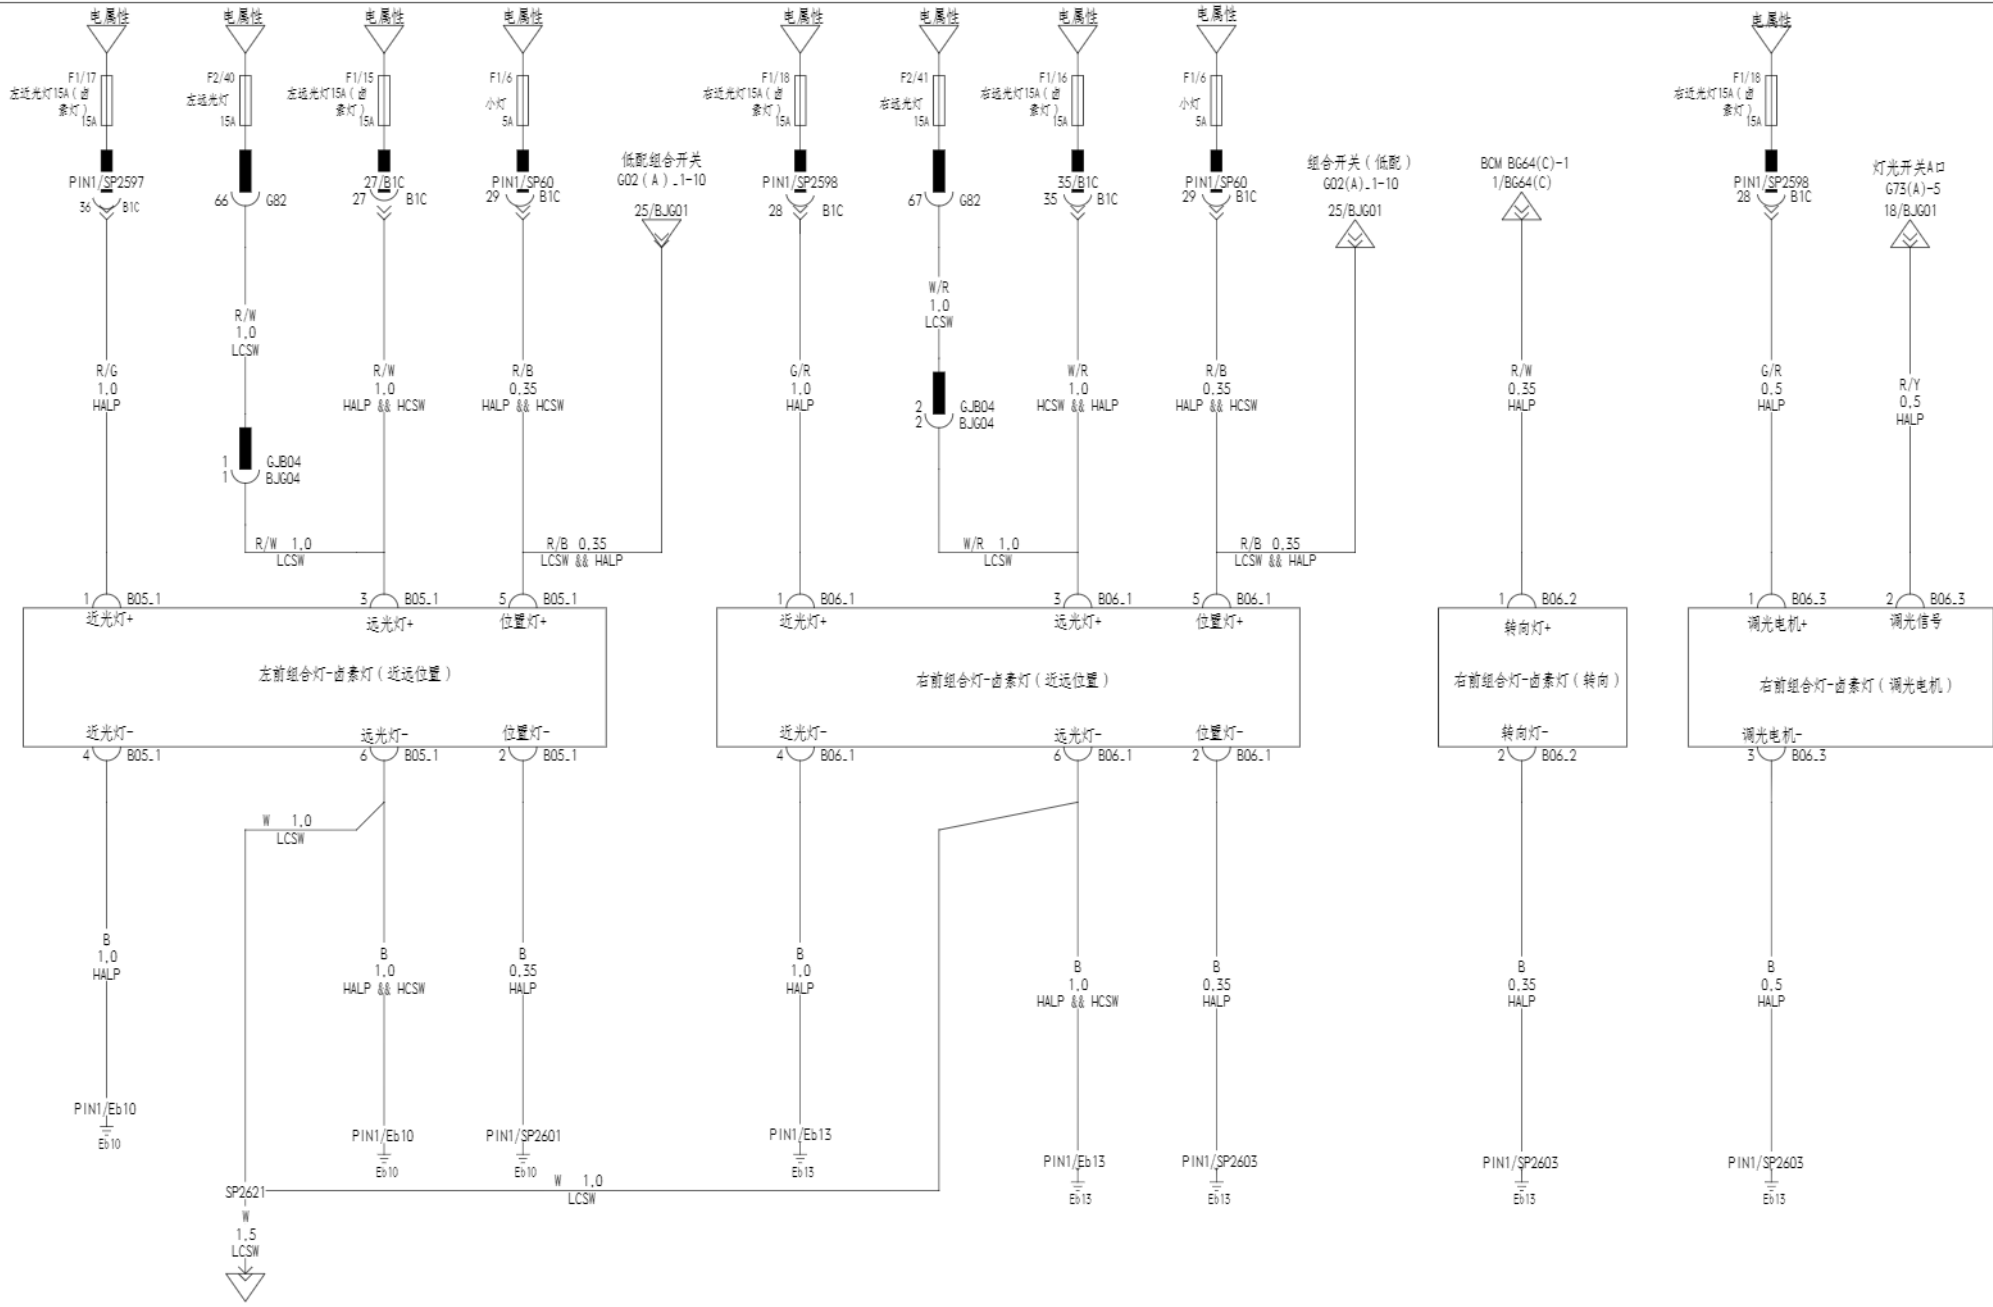 电属性
电属性
电属性
电属性
电属性
电属性
电属性
电属性
电属性
F1/17
左近光灯15A(卤
素灯)
15A
F2/40
左远光灯
15A
F1/15
左远光灯15A(卤
素灯)
15A
F1/6
小灯
5A
F1/18
右近光灯15A(卤
素灯)
15A
F2/41
右远光灯
15A
F1/16
右远光灯15A(卤
素灯)
15A
F1/6
小灯
5A
F1/18
右近光灯15A(卤
素灯)
15A
PIN1/SP2597
36 B1C
66 G82
27/B1C
27 B1C
PIN1/SP60
29 B1C
低配组合开关
G02(A)_1-10
25/BJG01
PIN1/SP2598
28 B1C
67 G82
35/B1C
35 B1C
PIN1/SP60
29 B1C
组合开关(低配)
G02(A)_1-10
25/BJG01
BCM BG64(C)-1
1/BG64(C)
PIN1/SP2598
28 B1C
灯光开关A口
G73(A)-5
18/BJG01
R/G
1.0
HALP
R/W
1.0
LCSW
R/W
1.0
HALP && HCSW
R/B
0.35
HALP && HCSW
G/R
1.0
HALP
W/R
1.0
LCSW
W/R
1.0
HCSW && HALP
R/B
0.35
HALP && HCSW
R/W
0.35
HALP
G/R
0.5
HALP
R/Y
0.5
HALP
1 GJB04
1 BJG04
2 GJB04
2 BJG04
R/W 1.0
LCSW
R/B 0.35
LCSW && HALP
W/R 1.0
LCSW
R/B 0.35
LCSW && HALP
1 B05_1
近光灯+
3 B05_1
远光灯+
5 B05_1
位置灯+
左前组合灯-卤素灯(近远位置)
近光灯-
4 B05_1
远光灯-
6 B05_1
位置灯-
2 B05_1
1 B06_1
近光灯+
3 B06_1
远光灯+
5 B06_1
位置灯+
右前组合灯-卤素灯(近远位置)
近光灯-
4 B06_1
远光灯-
6 B06_1
位置灯-
2 B06_1
1 B06_2
转向灯+
右前组合灯-卤素灯(转向)
转向灯-
2 B06_2
1 B06_3
调光电机+
2 B06_3
调光信号
右前组合灯-卤素灯(调光电机)
调光电机-
3 B06_3
W 1.0
LCSW
B
1.0
HALP
B
1.0
HALP && HCSW
B
0.35
HALP
B
1.0
HALP
B
1.0
HALP && HCSW
B
0.35
HALP
B
0.35
HALP
B
0.5
HALP
PIN1/Eb10
Eb10
PIN1/Eb10
Eb10
PIN1/SP2601
Eb10
PIN1/Eb13
Eb13
PIN1/Eb13
Eb13
PIN1/SP2603
Eb13
PIN1/SP2603
Eb13
PIN1/SP2603
Eb13
SP2621
W 1.0
LCSW
W
1.5
LCSW